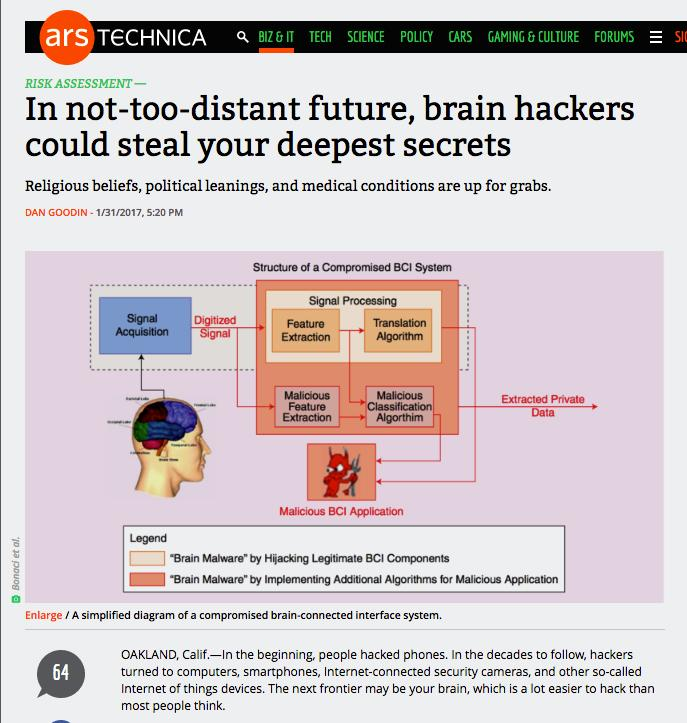 ars TECHNICA
BIZ & IT TECH SCIENCE POLICY CARS GAMING & CULTURE FORUMS
RISK ASSESSMENT —
In not-too-distant future, brain hackers
could steal your deepest secrets
Religious beliefs, political leanings, and medical conditions are up for grabs.
DAN GOODIN - 1/31/2017, 5:20 PM
Structure of a Compromised BCI System
Signal
Acquisition
Digitized
Signal
Signal Processing
Feature
Extraction
Translation
Algorithm
Malicious
Feature
Extraction
Malicious
Classification
Algorthim
Extracted Private
Data
Malicious BCI Application
Legend
“Brain Malware” by Hijacking Legitimate BCI Components
“Brain Malware” by Implementing Additional Algorithms for Malicious Application
Bonaci et al.
Enlarge / A simplified diagram of a compromised brain-connected interface system.
64
OAKLAND, Calif.—In the beginning, people hacked phones. In the decades to follow, hackers
turned to computers, smartphones, Internet-connected security cameras, and other so-called
Internet of things devices. The next frontier may be your brain, which is a lot easier to hack than
most people think.